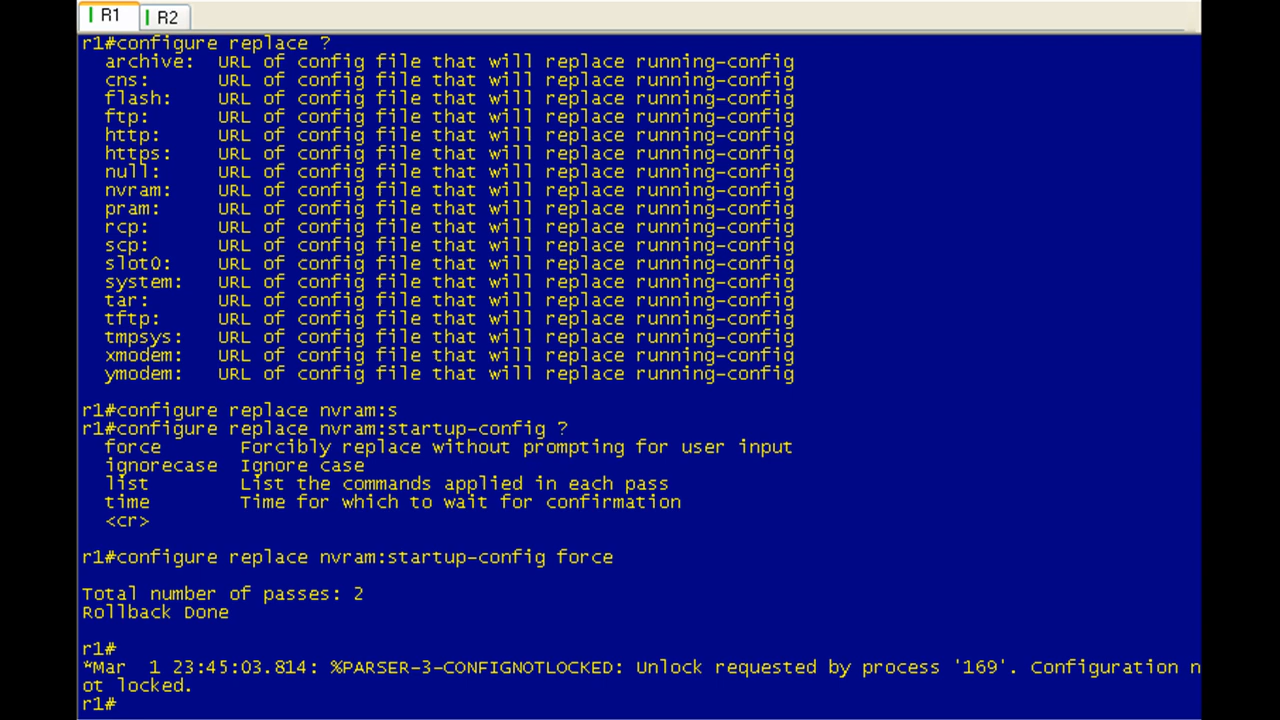 R1
R2
r1#configure replace ?
archive: URL of config file that will replace running-config
cns: URL of config file that will replace running-config
flash: URL of config file that will replace running-config
ftp: URL of config file that will replace running-config
http: URL of config file that will replace running-config
https: URL of config file that will replace running-config
null: URL of config file that will replace running-config
nvram: URL of config file that will replace running-config
pram: URL of config file that will replace running-config
rcp: URL of config file that will replace running-config
scp: URL of config file that will replace running-config
slot0: URL of config file that will replace running-config
system: URL of config file that will replace running-config
tar: URL of config file that will replace running-config
tftp: URL of config file that will replace running-config
tmpsys: URL of config file that will replace running-config
xmodem: URL of config file that will replace running-config
ymodem: URL of config file that will replace running-config
r1#configure replace nvram:s
r1#configure replace nvram:startup-config ?
force Forcibly replace without prompting for user input
ignorecase Ignore case
list List the commands applied in each pass
time Time for which to wait for confirmation
<cr>
r1#configure replace nvram:startup-config force
Total number of passes: 2
Rollback Done
r1#
*Mar 1 23:45:03.814: %PARSER-3-CONFIGNOTLOCKED: Unlock requested by process '169'. Configuration n
ot locked.
r1#